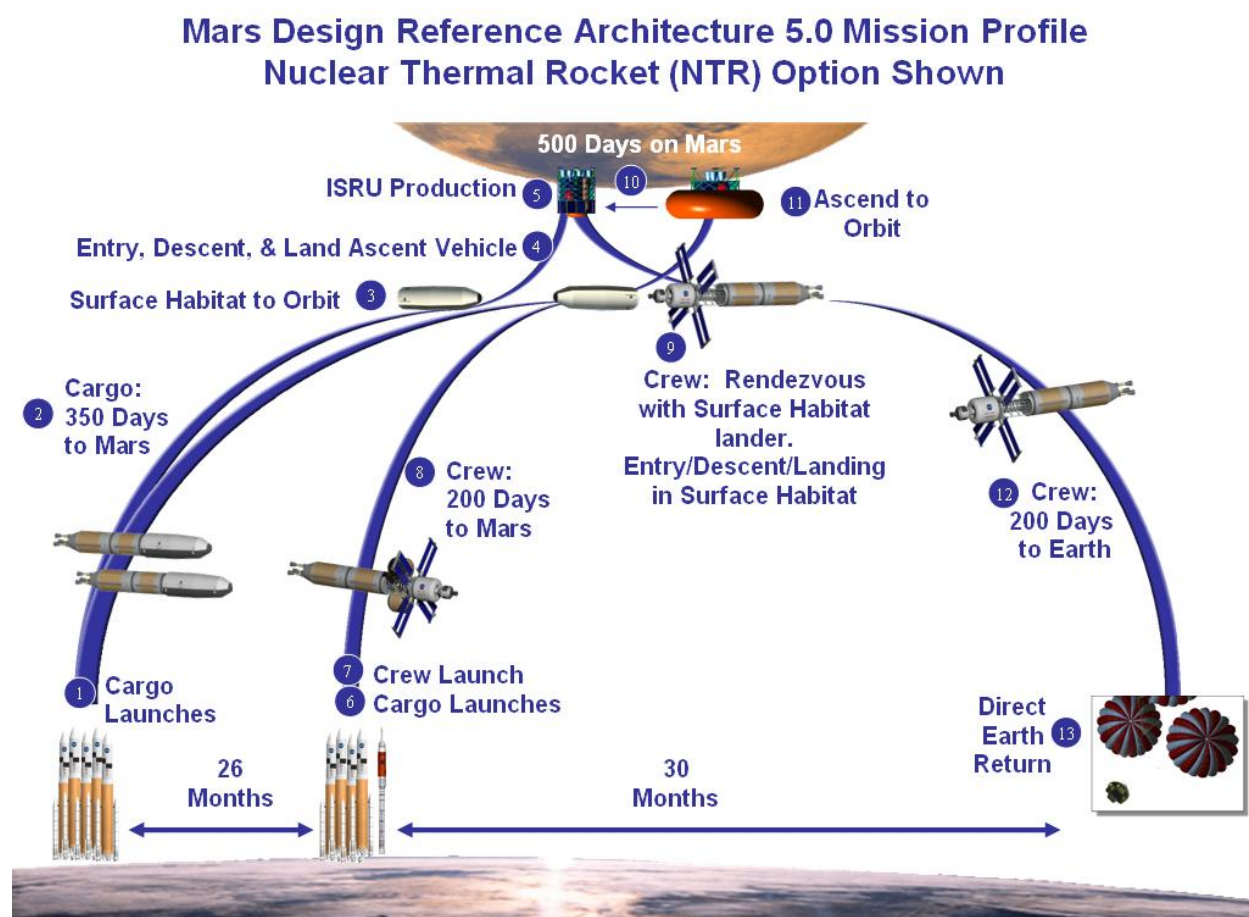 Mars Design Reference Architecture 5.0 Mission Profile
Nuclear Thermal Rocket (NTR) Option Shown
500 Days on Mars
10
ISRU Production
5
11
Ascend to
Orbit
Entry, Descent, & Land Ascent Vehicle
4
Surface Habitat to Orbit
3
9
Crew: Rendezvous
with Surface Habitat
lander.
Entry/Descent/Landing
in Surface Habitat
2
Cargo:
350 Days
to Mars
8
Crew:
200 Days
to Mars
12
Crew:
200 Days
to Earth
1
Cargo
Launches
7
Crew Launch
6
Cargo Launches
Direct
Earth
Return
13
26
Months
30
Months